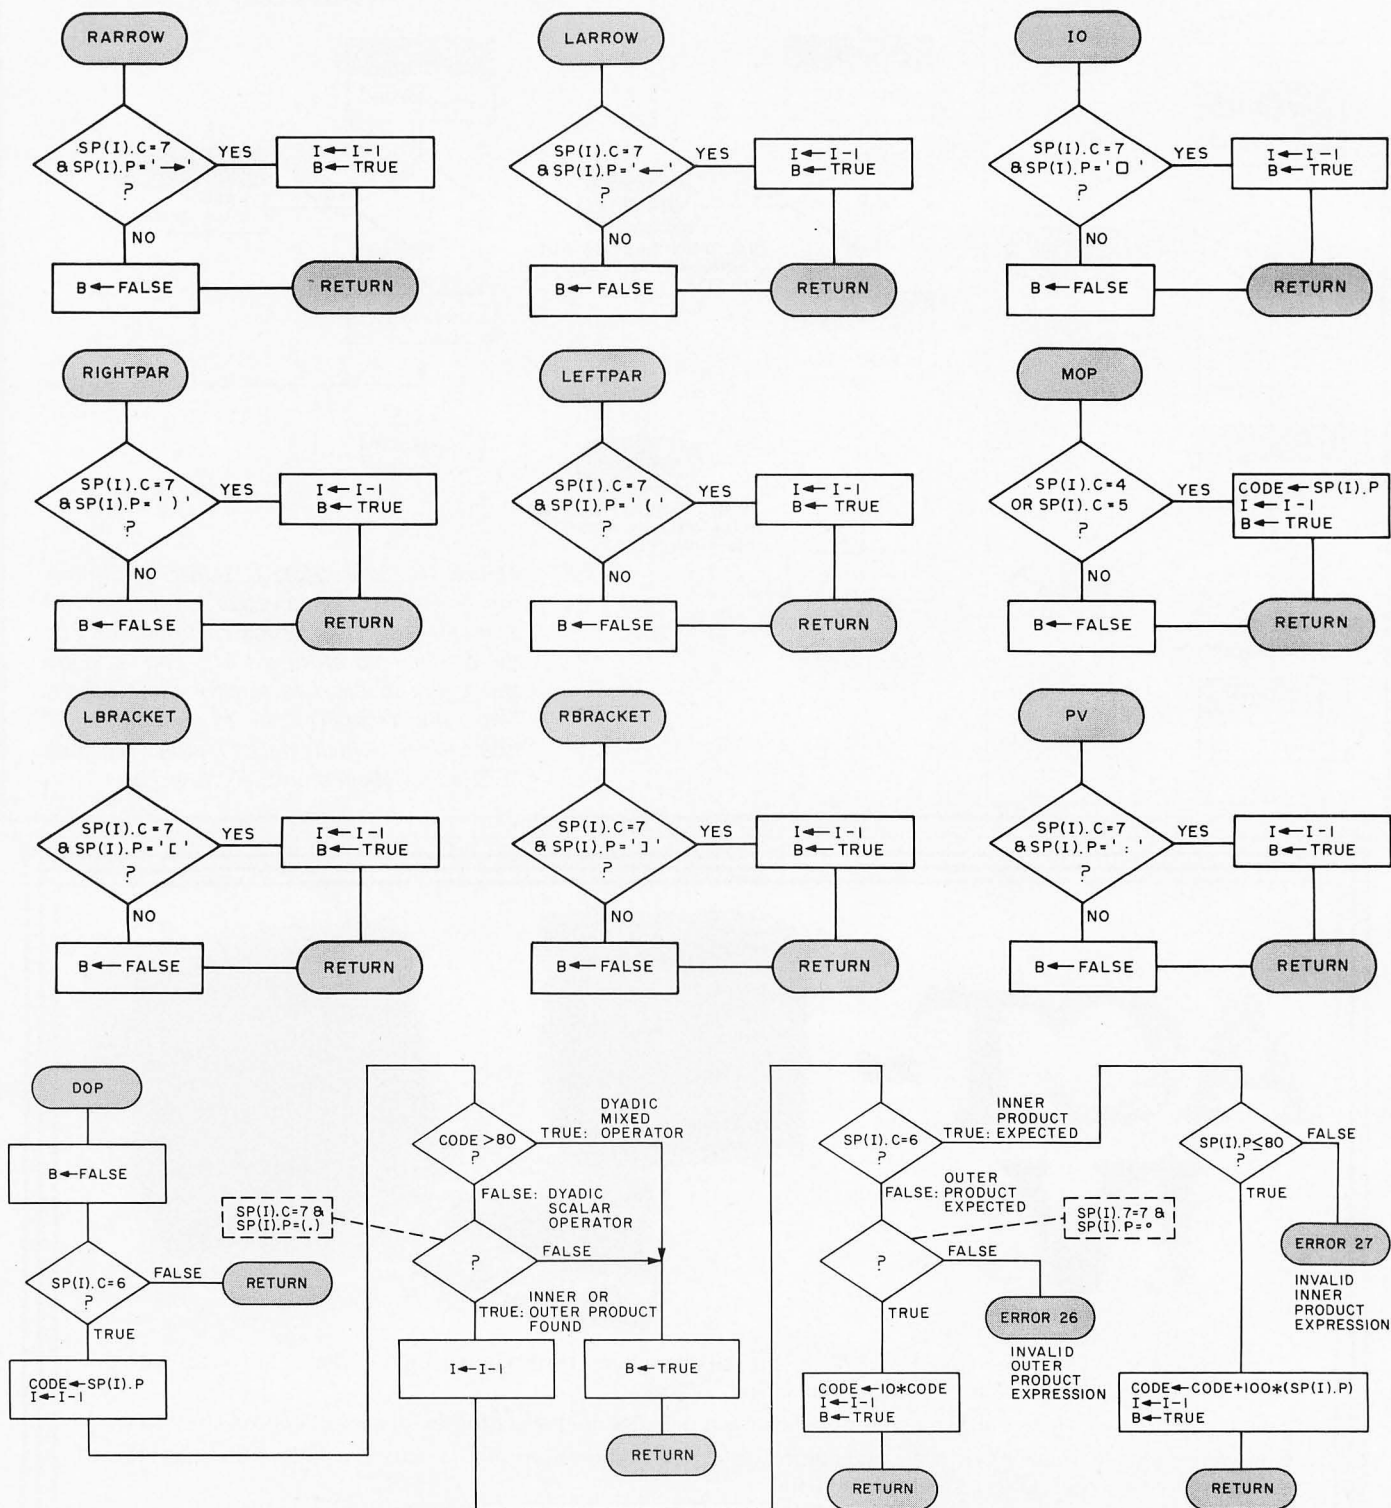 RARROW
SP(I).C=7
& SP(I).P='→'
?
YES
I←I-1
B←TRUE
NO
B←FALSE
RETURN
LARROW
SP(I).C=7
& SP(I).P='←'
?
YES
I←I-1
B←TRUE
NO
B←FALSE
RETURN
IO
SP(I).C=7
& SP(I).P='□'
?
YES
I←I-1
B←TRUE
NO
B←FALSE
RETURN
RIGHTPAR
SP(I).C=7
& SP(I).P=')'
?
YES
I←I-1
B←TRUE
NO
B←FALSE
RETURN
LEFTPAR
SP(I).C=7
& SP(I).P='('
?
YES
I←I-1
B←TRUE
NO
B←FALSE
RETURN
MOP
SP(I).C=4
OR SP(I).C=5
?
YES
CODE←SP(I).P
I←I-1
B←TRUE
NO
B←FALSE
RETURN
LBRACKET
SP(I).C=7
& SP(I).P='['
?
YES
I←I-1
B←TRUE
NO
B←FALSE
RETURN
RBRACKET
SP(I).C=7
& SP(I).P=']'
?
YES
I←I-1
B←TRUE
NO
B←FALSE
RETURN
PV
SP(I).C=7
& SP(I).P=':'
?
YES
I←I-1
B←TRUE
NO
B←FALSE
RETURN
DOP
B←FALSE
SP(I).C=6
?
FALSE
RETURN
TRUE
CODE←SP(I).P
I←I-1
CODE>80
?
DYADIC
MIXED
TRUE: OPERATOR
FALSE: DYADIC
SCALAR
OPERATOR
SP(I).C=7 &
SP(I).P=(.)
?
FALSE
INNER OR
TRUE: OUTER PRODUCT
FOUND
I←I-1
B←TRUE
RETURN
SP(I).C=6
?
INNER
PRODUCT
TRUE: EXPECTED
OUTER
FALSE: PRODUCT
EXPECTED
SP(I).7=7 &
SP(I).P=∘
?
FALSE
ERROR 26
INVALID
OUTER
PRODUCT
EXPRESSION
TRUE
CODE←10*CODE
I←I-1
B←TRUE
RETURN
SP(I).P≤80
?
FALSE
ERROR 27
INVALID
INNER
PRODUCT
EXPRESSION
TRUE
CODE←CODE+100*(SP(I).P)
I←I-1
B←TRUE
RETURN